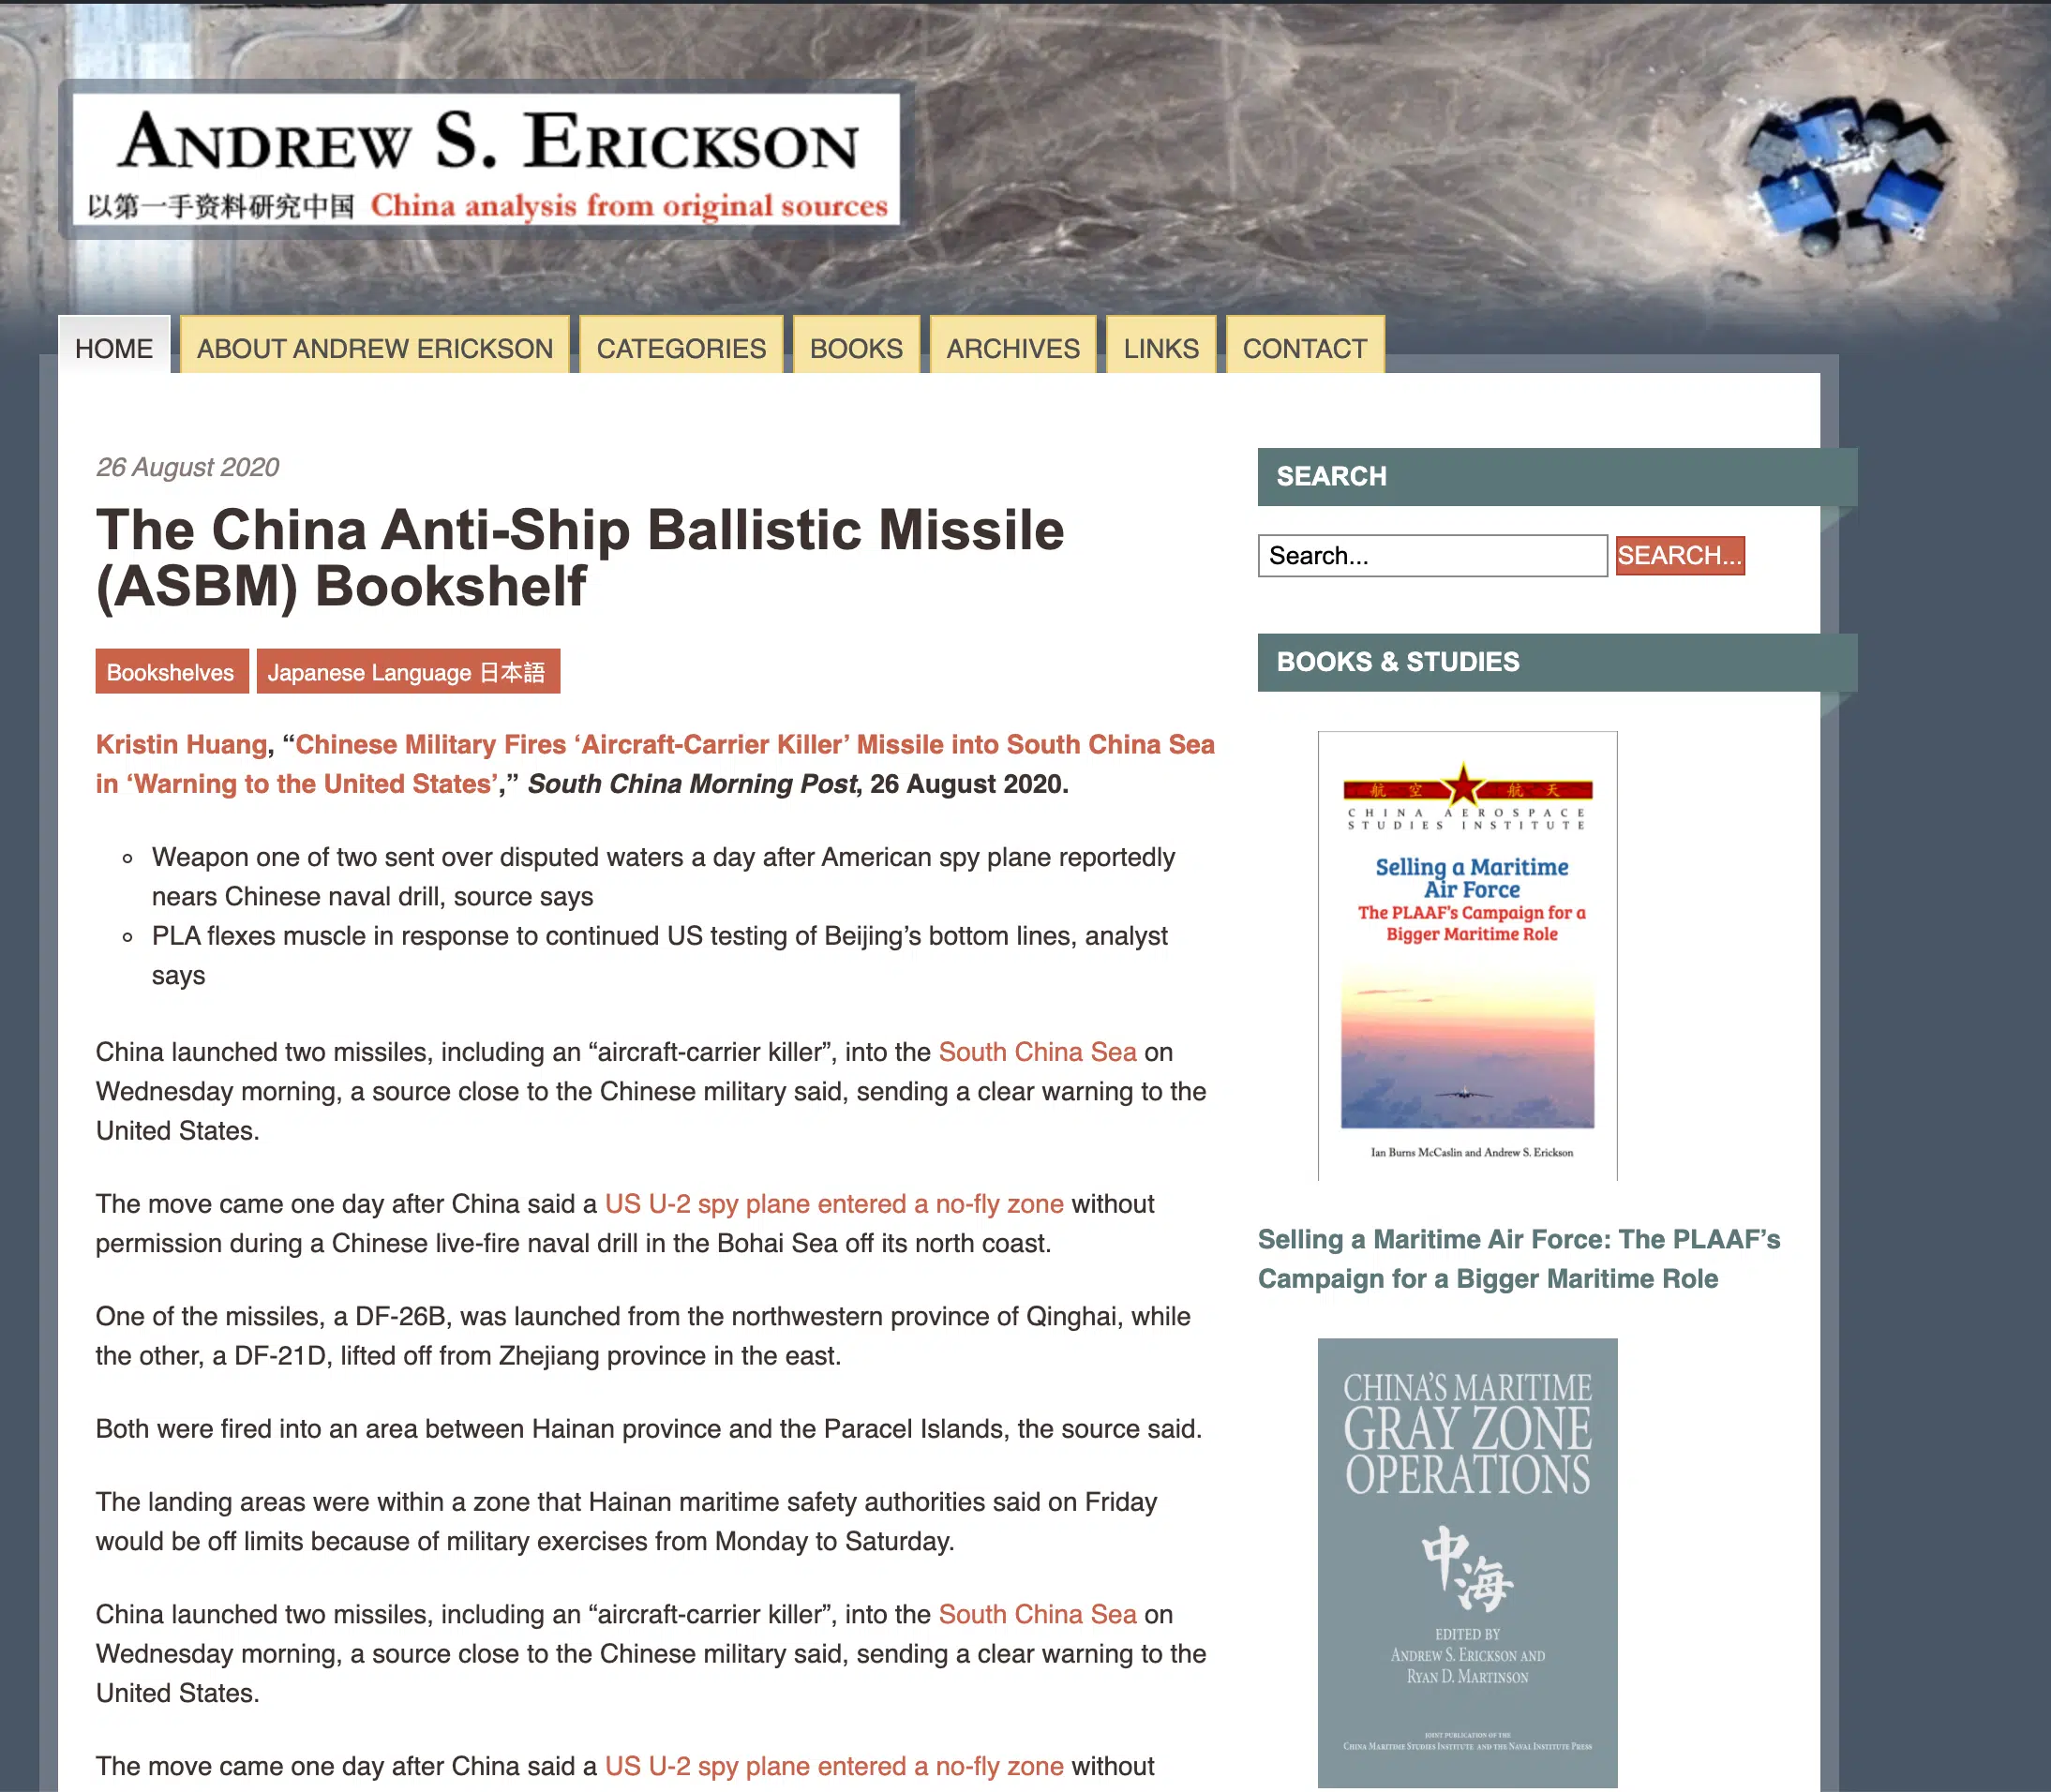 ANDREW S. ERICKSON
以第一手资料研究中国 China analysis from original sources
HOME
ABOUT ANDREW ERICKSON
CATEGORIES
BOOKS
ARCHIVES
LINKS
CONTACT
26 August 2020
The China Anti-Ship Ballistic Missile
(ASBM) Bookshelf
Bookshelves
Japanese Language 日本語
Kristin Huang, “Chinese Military Fires ‘Aircraft-Carrier Killer’ Missile into South China Sea
in ‘Warning to the United States’,” South China Morning Post, 26 August 2020.
Weapon one of two sent over disputed waters a day after American spy plane reportedly
nears Chinese naval drill, source says
PLA flexes muscle in response to continued US testing of Beijing’s bottom lines, analyst
says
China launched two missiles, including an “aircraft-carrier killer”, into the South China Sea on
Wednesday morning, a source close to the Chinese military said, sending a clear warning to the
United States.
The move came one day after China said a US U-2 spy plane entered a no-fly zone without
permission during a Chinese live-fire naval drill in the Bohai Sea off its north coast.
One of the missiles, a DF-26B, was launched from the northwestern province of Qinghai, while
the other, a DF-21D, lifted off from Zhejiang province in the east.
Both were fired into an area between Hainan province and the Paracel Islands, the source said.
The landing areas were within a zone that Hainan maritime safety authorities said on Friday
would be off limits because of military exercises from Monday to Saturday.
China launched two missiles, including an “aircraft-carrier killer”, into the South China Sea on
Wednesday morning, a source close to the Chinese military said, sending a clear warning to the
United States.
The move came one day after China said a US U-2 spy plane entered a no-fly zone without
SEARCH
Search...
SEARCH...
BOOKS & STUDIES
航空 航天
CHINA AEROSPACE
STUDIES INSTITUTE
Selling a Maritime
Air Force
The PLAAF’s Campaign for a
Bigger Maritime Role
Ian Burns McCaslin and Andrew S. Erickson
Selling a Maritime Air Force: The PLAAF’s
Campaign for a Bigger Maritime Role
CHINA’S MARITIME
GRAY ZONE
OPERATIONS
中海
EDITED BY
ANDREW S. ERICKSON AND
RYAN D. MARTINSON
JOINT PUBLICATION OF THE
CHINA MARITIME STUDIES INSTITUTE AND THE NAVAL INSTITUTE PRESS